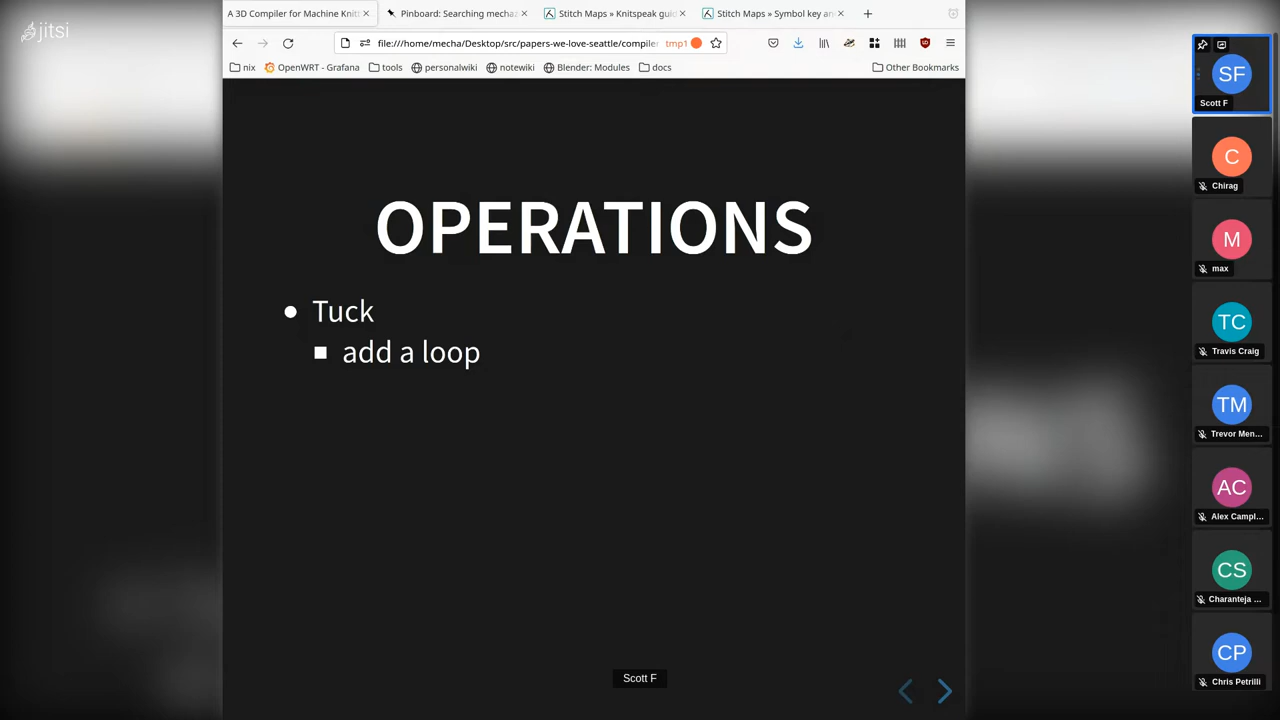 jitsi
A 3D Compiler for Machine Knitt
Pinboard: Searching mecha
Stitch Maps » Knitspeak guid
Stitch Maps » Symbol key an
file:///home/mecha/Desktop/src/papers-we-love-seattle/compiler
tmp1
nix
OpenWRT - Grafana
tools
personalwiki
notewiki
Blender: Modules
docs
Other Bookmarks
OPERATIONS
Tuck
add a loop
Scott F
SF
Scott F
C
Chirag
M
max
TC
Travis Craig
TM
Trevor Men...
AC
Alex Campl...
CS
Charanteja ...
CP
Chris Petrilli